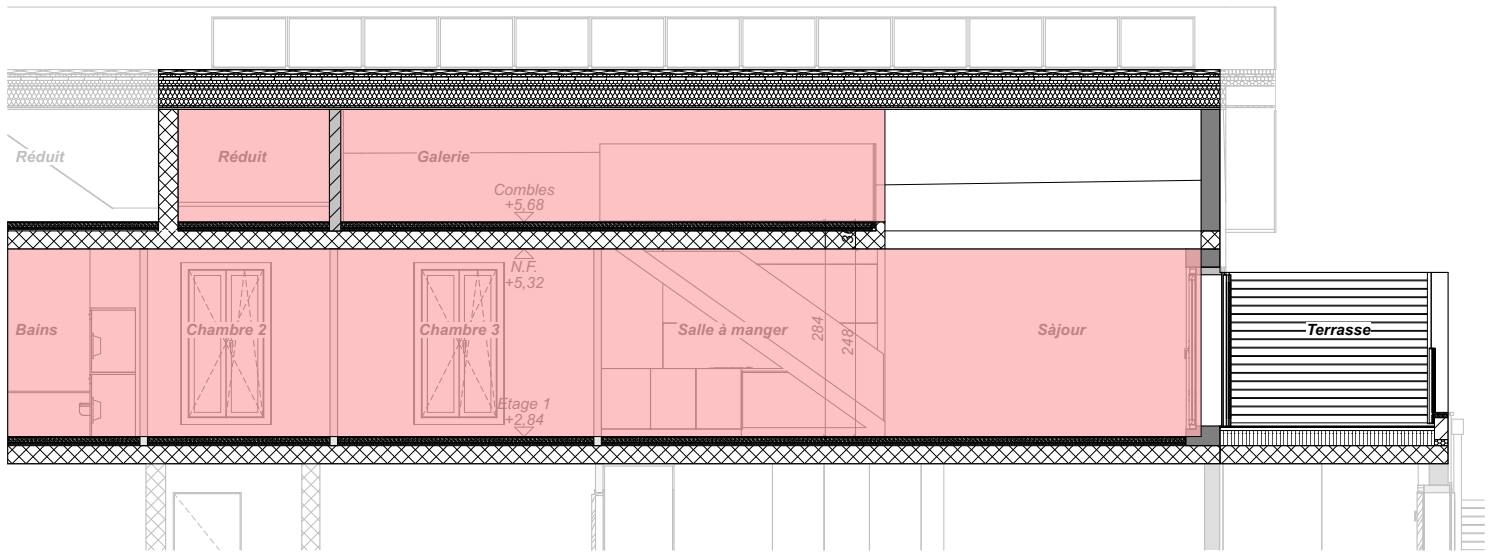 Réduit
Réduit
Galerie
Combles
+5,68
N.F.
+5,32
Bains
Chambre 2
Chambre 3
Salle à manger
284
248
Sàjour
Terrasse
Etage 1
+2,84